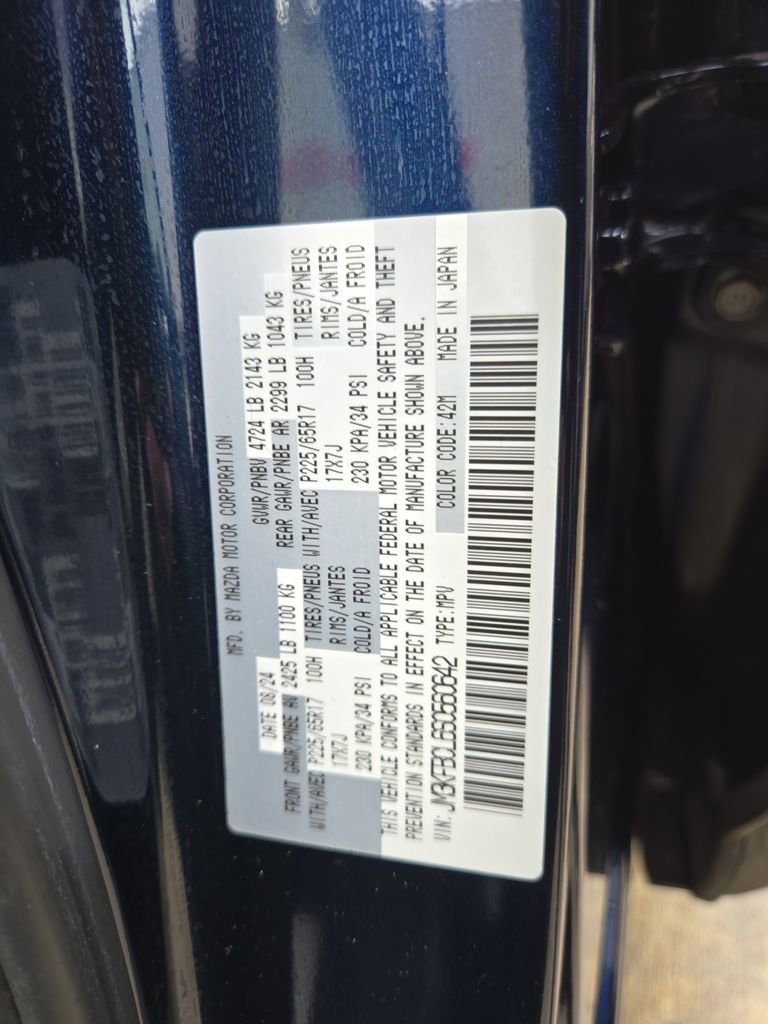 MFD. BY MAZDA MOTOR CORPORATION
DATE 08/24 GVWR/PNBV 4724 LB 2143 KG
FRONT GAWR/PNBE AV 2425 LB 1100 KG REAR GAWR/PNBE AR 2299 LB 1043 KG
WITH/AVEC P225/65R17 100H TIRES/PNEUS WITH/AVEC P225/65R17 100H TIRES/PNEUS
17X7J RIMS/JANTES 17X7J RIMS/JANTES
230 KPA/34 PSI COLD/A FROID 230 KPA/34 PSI COLD/A FROID
THIS VEHICLE CONFORMS TO ALL APPLICABLE FEDERAL MOTOR VEHICLE SAFETY AND THEFT
PREVENTION STANDARDS IN EFFECT ON THE DATE OF MANUFACTURE SHOWN ABOVE.
VIN: JM3KFBCL6S0560642 TYPE:MPV COLOR CODE:42M MADE IN JAPAN